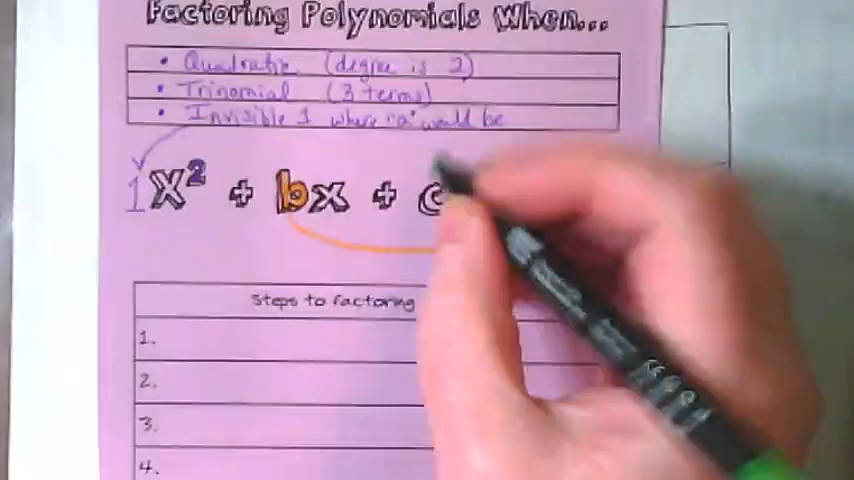 Factoring Polynomials When...
• Quadratic (degree is 2)
• Trinomial (3 terms)
• Invisible 1 where "a" would be
1x² + bx + c
Steps to factoring
1.
2.
3.
4.